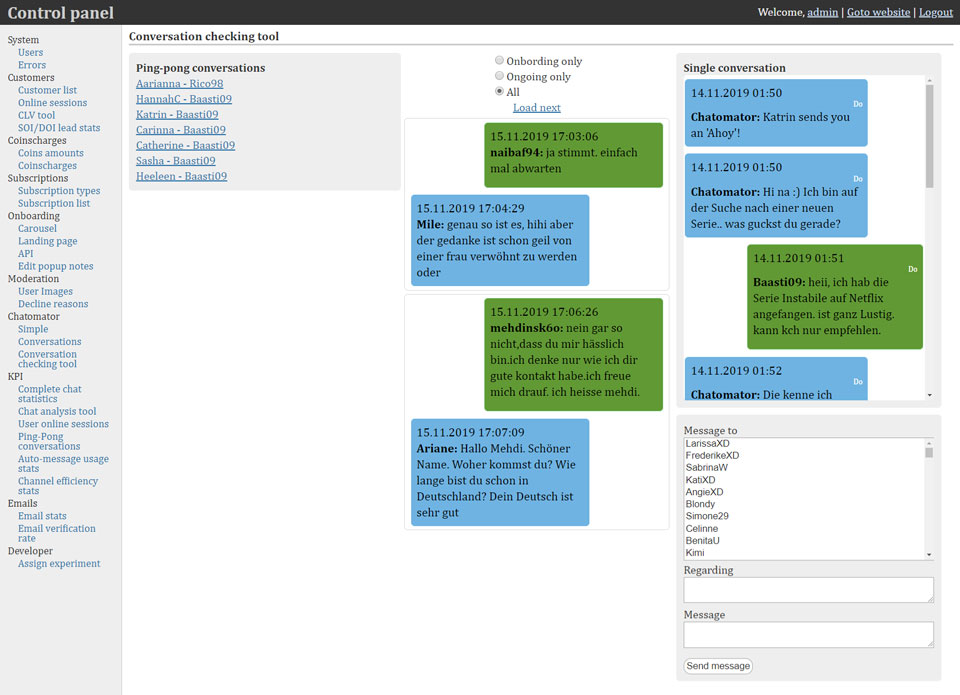 Control panel
Welcome, admin | Goto website | Logout
System
Users
Errors
Customers
Customer list
Online sessions
CLV tool
SOI/DOI lead stats
Coinscharges
Coins amounts
Coinscharges
Subscriptions
Subscription types
Subscription list
Onboarding
Carousel
Landing page
API
Edit popup notes
Moderation
User Images
Decline reasons
Chatomator
Simple
Conversations
Conversation
checking tool
KPI
Complete chat
statistics
Chat analysis tool
User online sessions
Ping-Pong
conversations
Auto-message usage
stats
Channel efficiency
stats
Emails
Email stats
Email verification
rate
Developer
Assign experiment
Conversation checking tool
Ping-pong conversations
Aarianna - Rico98
HannahC - Baasti09
Katrin - Baasti09
Carinna - Baasti09
Catherine - Baasti09
Sasha - Baasti09
Heeleen - Baasti09
Onbording only
Ongoing only
All
Load next
15.11.2019 17:03:06
naibaf94: ja stimmt. einfach
mal abwarten
15.11.2019 17:04:29
Mile: genau so ist es, hihi aber
der gedanke ist schon geil von
einer frau verwöhnt zu werden
oder
15.11.2019 17:06:26
mehdinsk60: nein gar so
nicht,dass du mir hässlich
bin.ich denke nur wie ich dir
gute kontakt habe.ich freue
mich drauf. ich heisse mehdi.
15.11.2019 17:07:09
Ariane: Hallo Mehdi. Schöner
Name. Woher kommst du? Wie
lange bist du schon in
Deutschland? Dein Deutsch ist
sehr gut
Single conversation
14.11.2019 01:50
Do
Chatomator: Katrin sends you
an 'Ahoy'!
14.11.2019 01:50
Do
Chatomator: Hi na :) Ich bin auf
der Suche nach einer neuen
Serie.. was guckst du gerade?
14.11.2019 01:51
Do
Baasti09: heii, ich hab die
Serie Instabile auf Netflix
angefangen. ist ganz Lustig.
kann kch nur empfehlen.
14.11.2019 01:52
Do
Chatomator: Die kenne ich
Message to
LarissaXD
FrederikeXD
SabrinaW
KatiXD
AngieXD
Blondy
Simone29
Celinne
BenitaU
Kimi
Regarding
Message
Send message